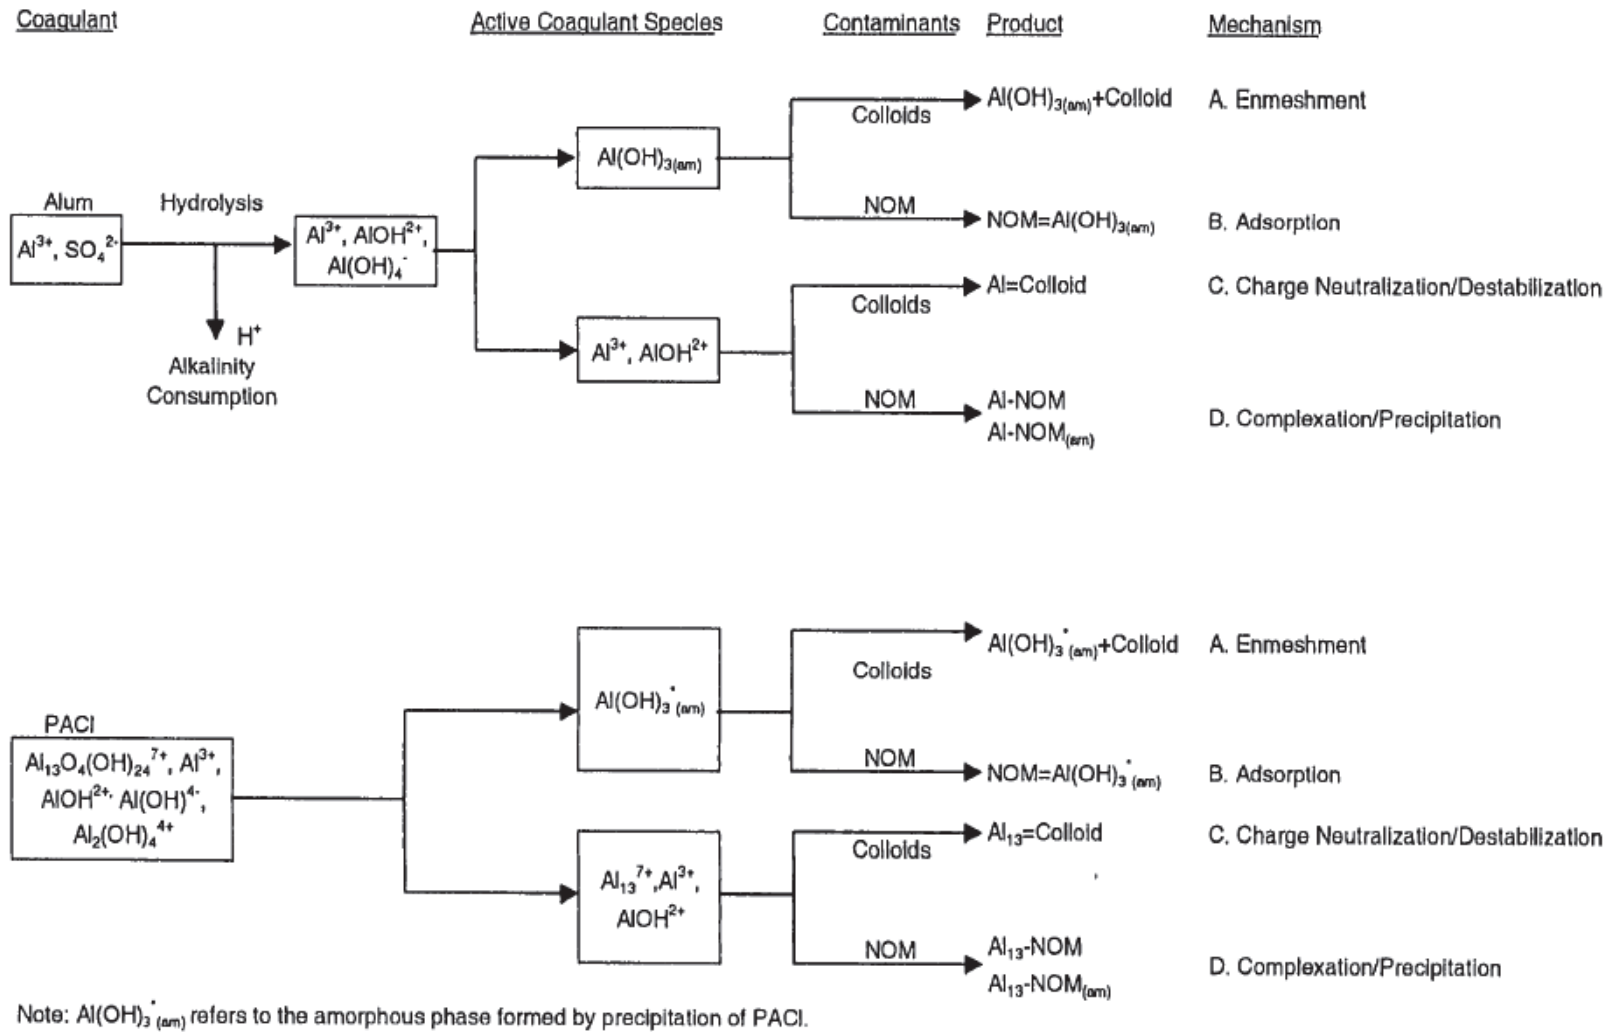 Coagulant Active Coagulant Species Contaminants Product Mechanism
Colloids Al(OH)₃₍ₐₘ₎+Colloid A. Enmeshment
Al(OH)₃₍ₐₘ₎
Alum Hydrolysis
NOM NOM=Al(OH)₃₍ₐₘ₎ B. Adsorption
Al³⁺, SO₄²⁻
Al³⁺, AlOH²⁺,
Al(OH)₄⁻
Colloids Al=Colloid C. Charge Neutralization/Destabilization
H⁺
Alkalinity
Consumption
Al³⁺, AlOH²⁺
NOM Al-NOM
Al-NOM₍ₐₘ₎
D. Complexation/Precipitation
Colloids Al(OH)₃*₍ₐₘ₎+Colloid A. Enmeshment
Al(OH)₃*₍ₐₘ₎
PACl
NOM NOM=Al(OH)₃*₍ₐₘ₎ B. Adsorption
Al₁₃O₄(OH)₂₄⁷⁺, Al³⁺,
AlOH²⁺, Al(OH)⁴⁻,
Al₂(OH)₄⁴⁺
Colloids Al₁₃=Colloid C. Charge Neutralization/Destabilization
Al₁₃⁷⁺,Al³⁺,
AlOH²⁺
NOM Al₁₃-NOM
Al₁₃-NOM₍ₐₘ₎
D. Complexation/Precipitation
Note: Al(OH)₃*₍ₐₘ₎ refers to the amorphous phase formed by precipitation of PACl.